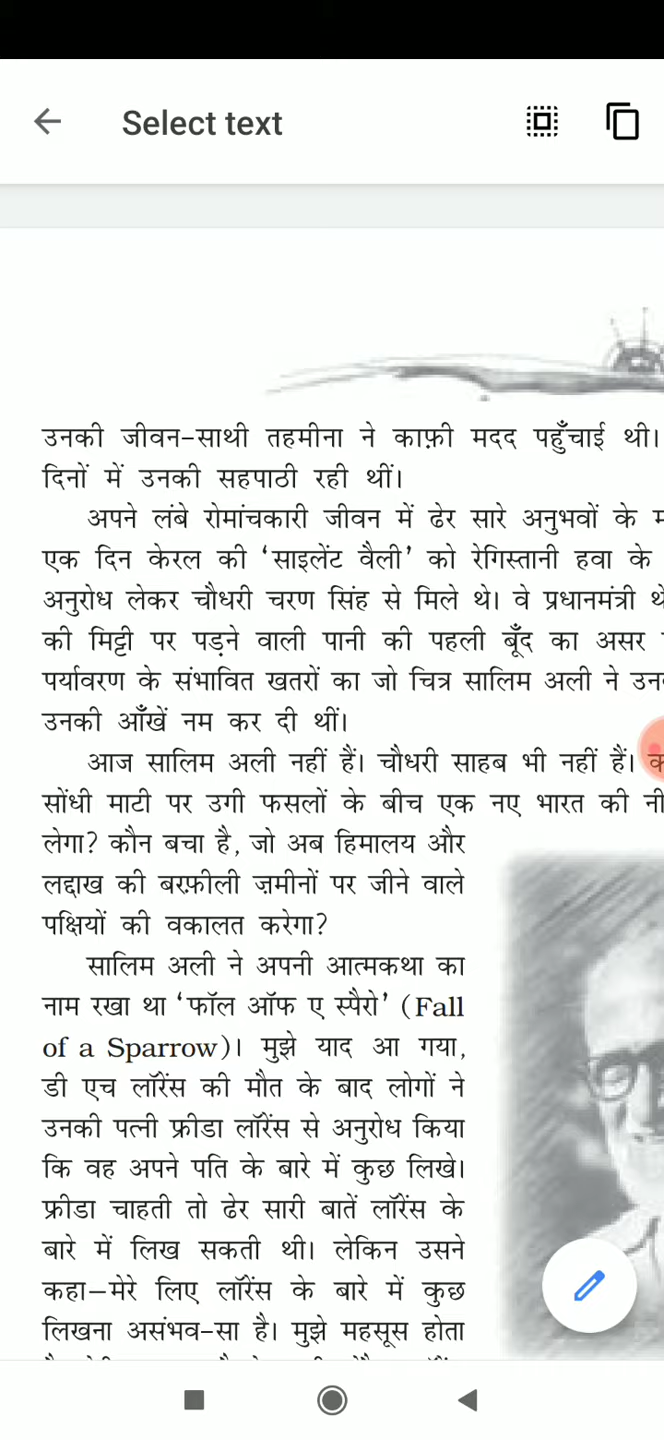 Select text
उनकी जीवन-साथी तहमीना ने काफ़ी मदद पहुँचाई थी।
दिनों में उनकी सहपाठी रही थीं।
अपने लंबे रोमांचकारी जीवन में ढेर सारे अनुभवों के
एक दिन केरल की ‘साइलेंट वैली’ को रेगिस्तानी हवा के
अनुरोध लेकर चौधरी चरण सिंह से मिले थे। वे प्रधानमंत्री थे
की मिट्टी पर पड़ने वाली पानी की पहली बूँद का असर
पर्यावरण के संभावित खतरों का जो चित्र सालिम अली ने
उनकी आँखें नम कर दी थीं।
आज सालिम अली नहीं हैं। चौधरी साहब भी नहीं हैं।
सोंधी माटी पर उगी फसलों के बीच एक नए भारत की
लेगा? कौन बचा है, जो अब हिमालय और
लद्दाख की बरफ़ीली ज़मीनों पर जीने वाले
पक्षियों की वकालत करेगा?
सालिम अली ने अपनी आत्मकथा का
नाम रखा था ‘फॉल ऑफ ए स्पैरो’ (Fall
of a Sparrow)। मुझे याद आ गया,
डी एच लॉरेंस की मौत के बाद लोगों ने
उनकी पत्नी फ्रीडा लॉरेंस से अनुरोध किया
कि वह अपने पति के बारे में कुछ लिखे।
फ्रीडा चाहती तो ढेर सारी बातें लॉरेंस के
बारे में लिख सकती थी। लेकिन उसने
कहा—मेरे लिए लॉरेंस के बारे में कुछ
लिखना असंभव-सा है। मुझे महसूस होता